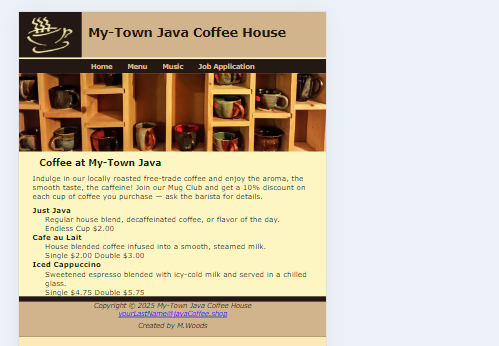 My-Town Java Coffee House
Home Menu Music Job Application
Coffee at My-Town Java
Indulge in our locally roasted free-trade coffee and enjoy the aroma, the
smooth taste, the caffeine! Join our Mug Club and get a 10% discount on
each cup of coffee you purchase — ask the barista for details.
Just Java
Regular house blend, decaffeinated coffee, or flavor of the day.
Endless Cup $2.00
Cafe au Lait
House blended coffee infused into a smooth, steamed milk.
Single $2.00 Double $3.00
Iced Cappuccino
Sweetened espresso blended with icy-cold milk and served in a chilled
glass.
Single $4.75 Double $5.75
Copyright © 2025 My-Town Java Coffee House
yourLastName@JavaCoffee.shop
Created by M.Woods